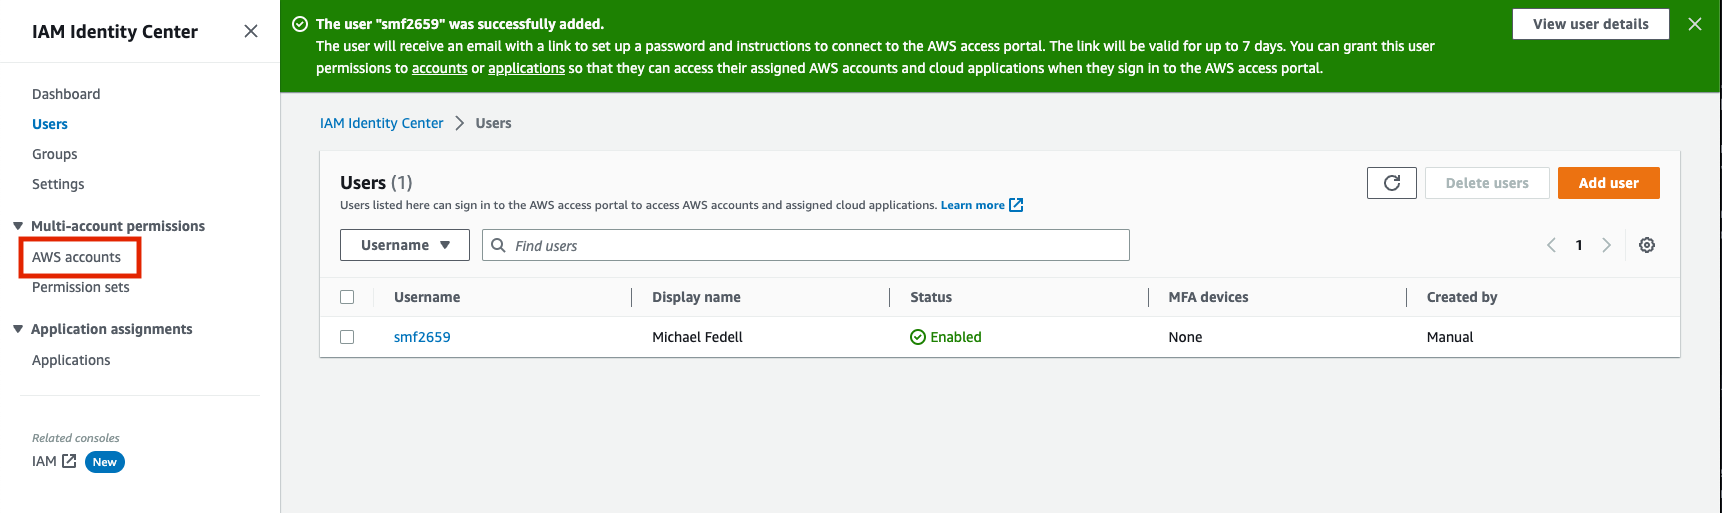 IAM Identity Center
Dashboard
Users
Groups
Settings
Multi-account permissions
AWS accounts
Permission sets
Application assignments
Applications
Related consoles
IAM New
The user "smf2659" was successfully added.
The user will receive an email with a link to set up a password and instructions to connect to the AWS access portal. The link will be valid for up to 7 days. You can grant this user
permissions to accounts or applications so that they can access their assigned AWS accounts and cloud applications when they sign in to the AWS access portal.
View user details
IAM Identity Center Users
Users (1)
Users listed here can sign in to the AWS access portal to access AWS accounts and assigned cloud applications. Learn more
Delete users
Add user
Username
Find users
1
Username Display name Status MFA devices Created by
smf2659 Michael Fedell Enabled None Manual